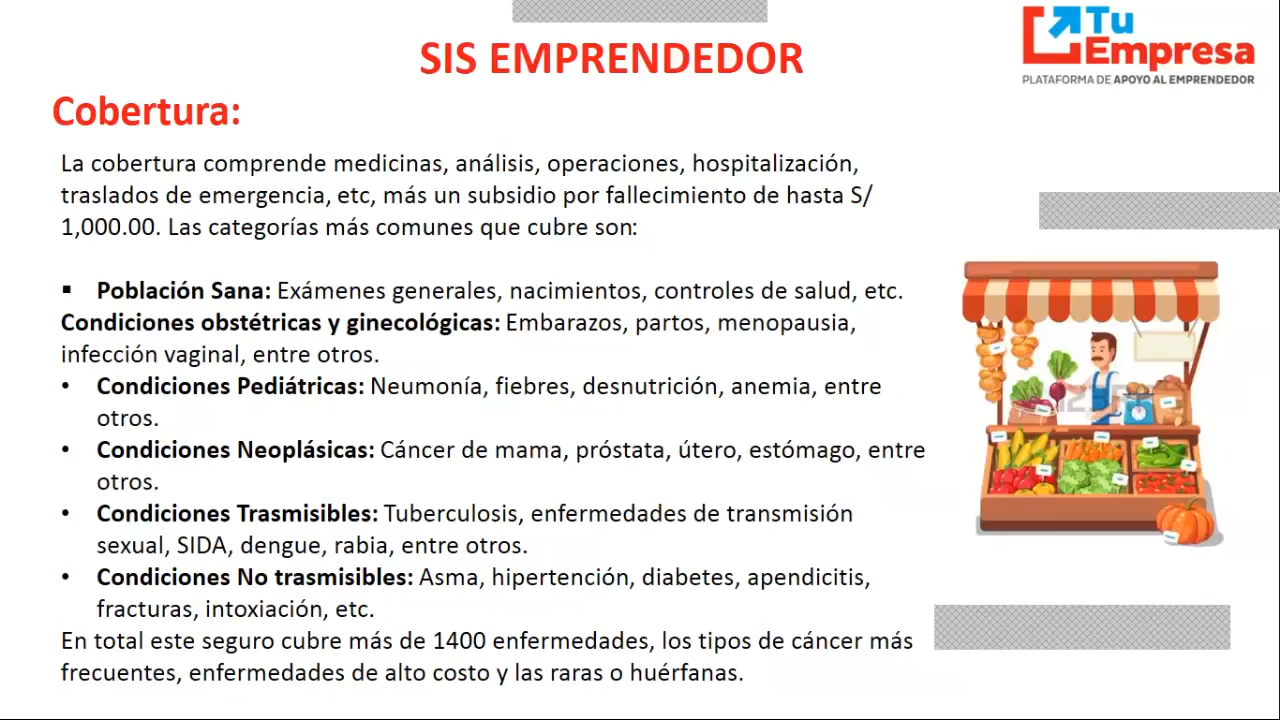 SIS EMPRENDEDOR
Tu
Empresa
PLATAFORMA DE APOYO AL EMPRENDEDOR
Cobertura:
La cobertura comprende medicinas, análisis, operaciones, hospitalización,
traslados de emergencia, etc, más un subsidio por fallecimiento de hasta S/
1,000.00. Las categorías más comunes que cubre son:
▪ Población Sana: Exámenes generales, nacimientos, controles de salud, etc.
Condiciones obstétricas y ginecológicas: Embarazos, partos, menopausia,
infección vaginal, entre otros.
• Condiciones Pediátricas: Neumonía, fiebres, desnutrición, anemia, entre
otros.
• Condiciones Neoplásicas: Cáncer de mama, próstata, útero, estómago, entre
otros.
• Condiciones Trasmisibles: Tuberculosis, enfermedades de transmisión
sexual, SIDA, dengue, rabia, entre otros.
• Condiciones No trasmisibles: Asma, hipertención, diabetes, apendicitis,
fracturas, intoxiación, etc.
En total este seguro cubre más de 1400 enfermedades, los tipos de cáncer más
frecuentes, enfermedades de alto costo y las raras o huérfanas.